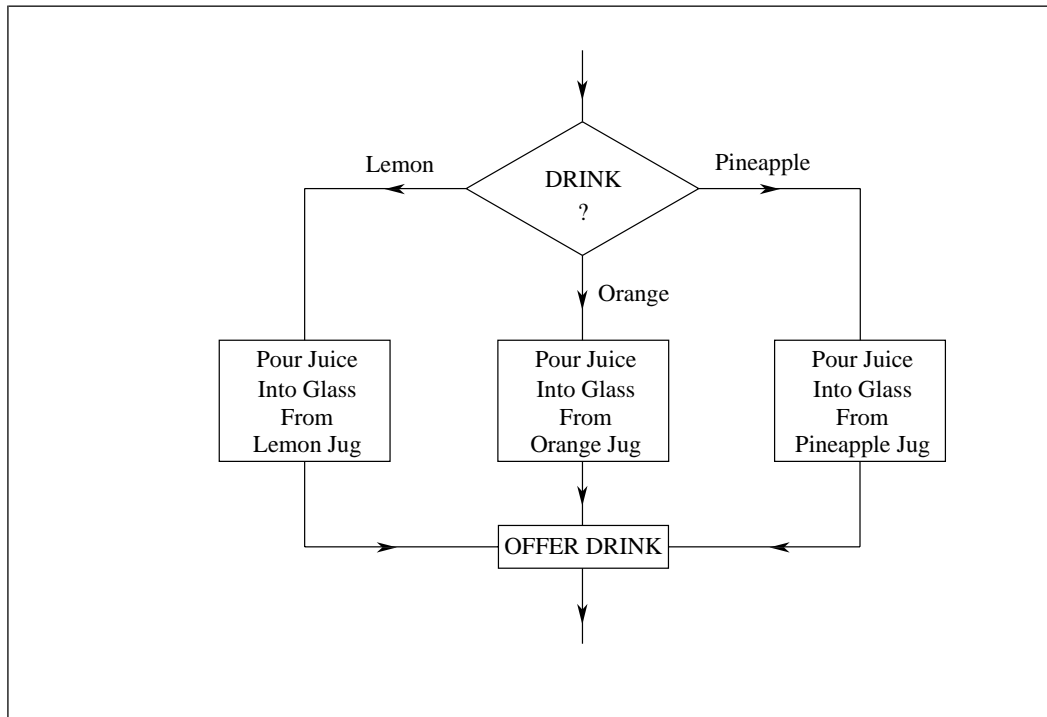 Lemon
Pineapple
DRINK
?
Orange
Pour Juice
Into Glass
From
Lemon Jug
Pour Juice
Into Glass
From
Orange Jug
Pour Juice
Into Glass
From
Pineapple Jug
OFFER DRINK